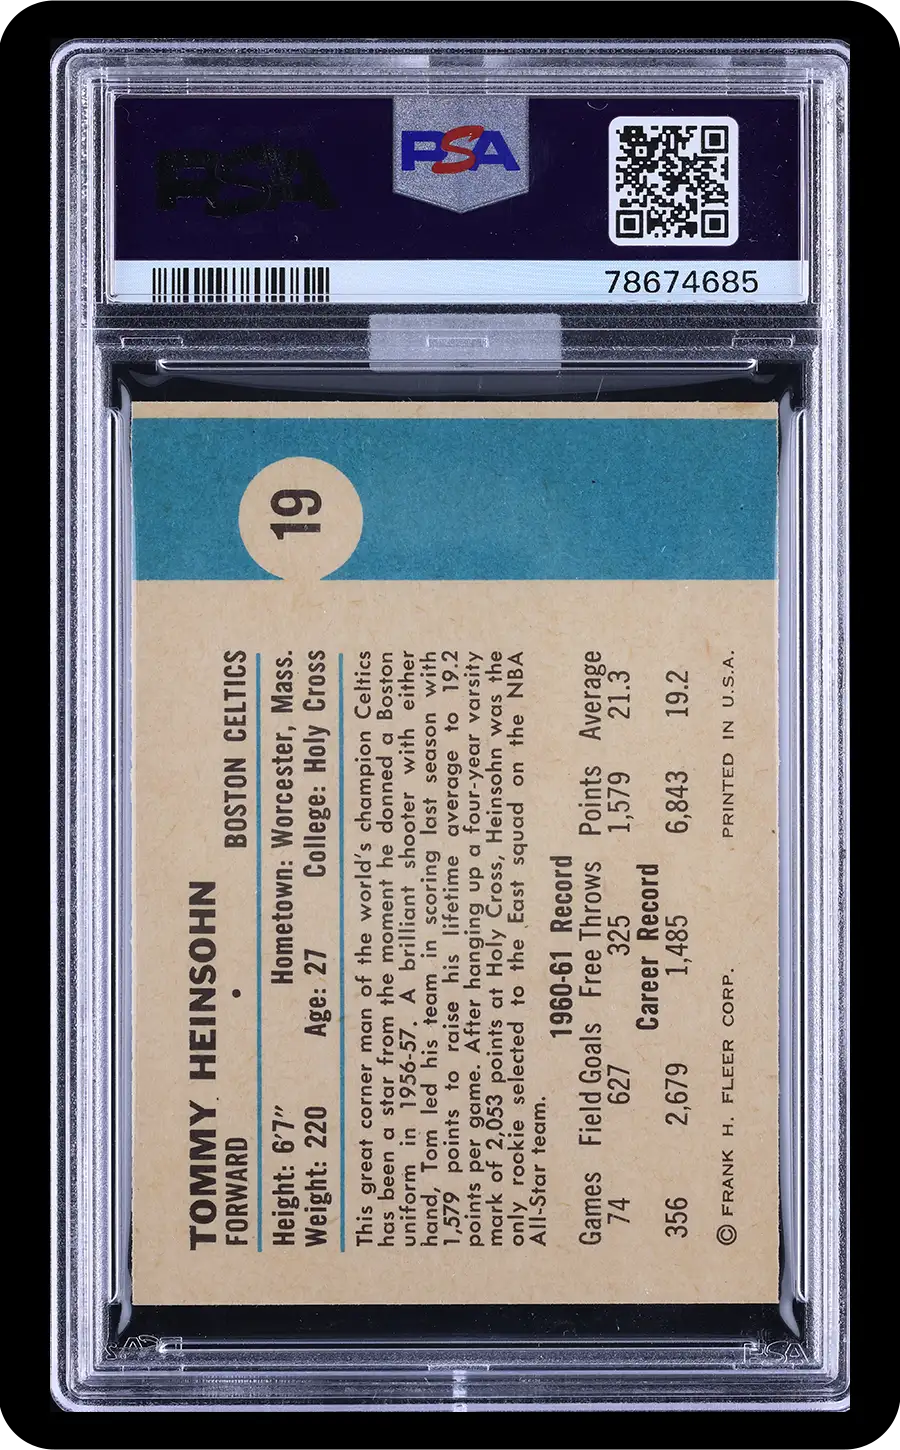 PSA
PSA
78674685
19
TOMMY HEINSOHN
FORWARD • BOSTON CELTICS
Height: 6'7" Hometown: Worcester, Mass.
Weight: 220 Age: 27 College: Holy Cross
This great corner man of the world's champion Celtics
has been a star from the moment he donned a Boston
uniform in 1956-57. A brilliant shooter with either
hand, Tom led his team in scoring last season with
1,579 points to raise his lifetime average to 19.2
points per game. After hanging up a four-year varsity
mark of 2,053 points at Holy Cross, Heinsohn was the
only rookie selected to the East squad on the NBA
All-Star team.
1960-61 Record
Games Field Goals Free Throws Points Average
74 627 325 1,579 21.3
Career Record
356 2,679 1,485 6,843 19.2
© FRANK H. FLEER CORP. PRINTED IN U.S.A.
PSA
PSA